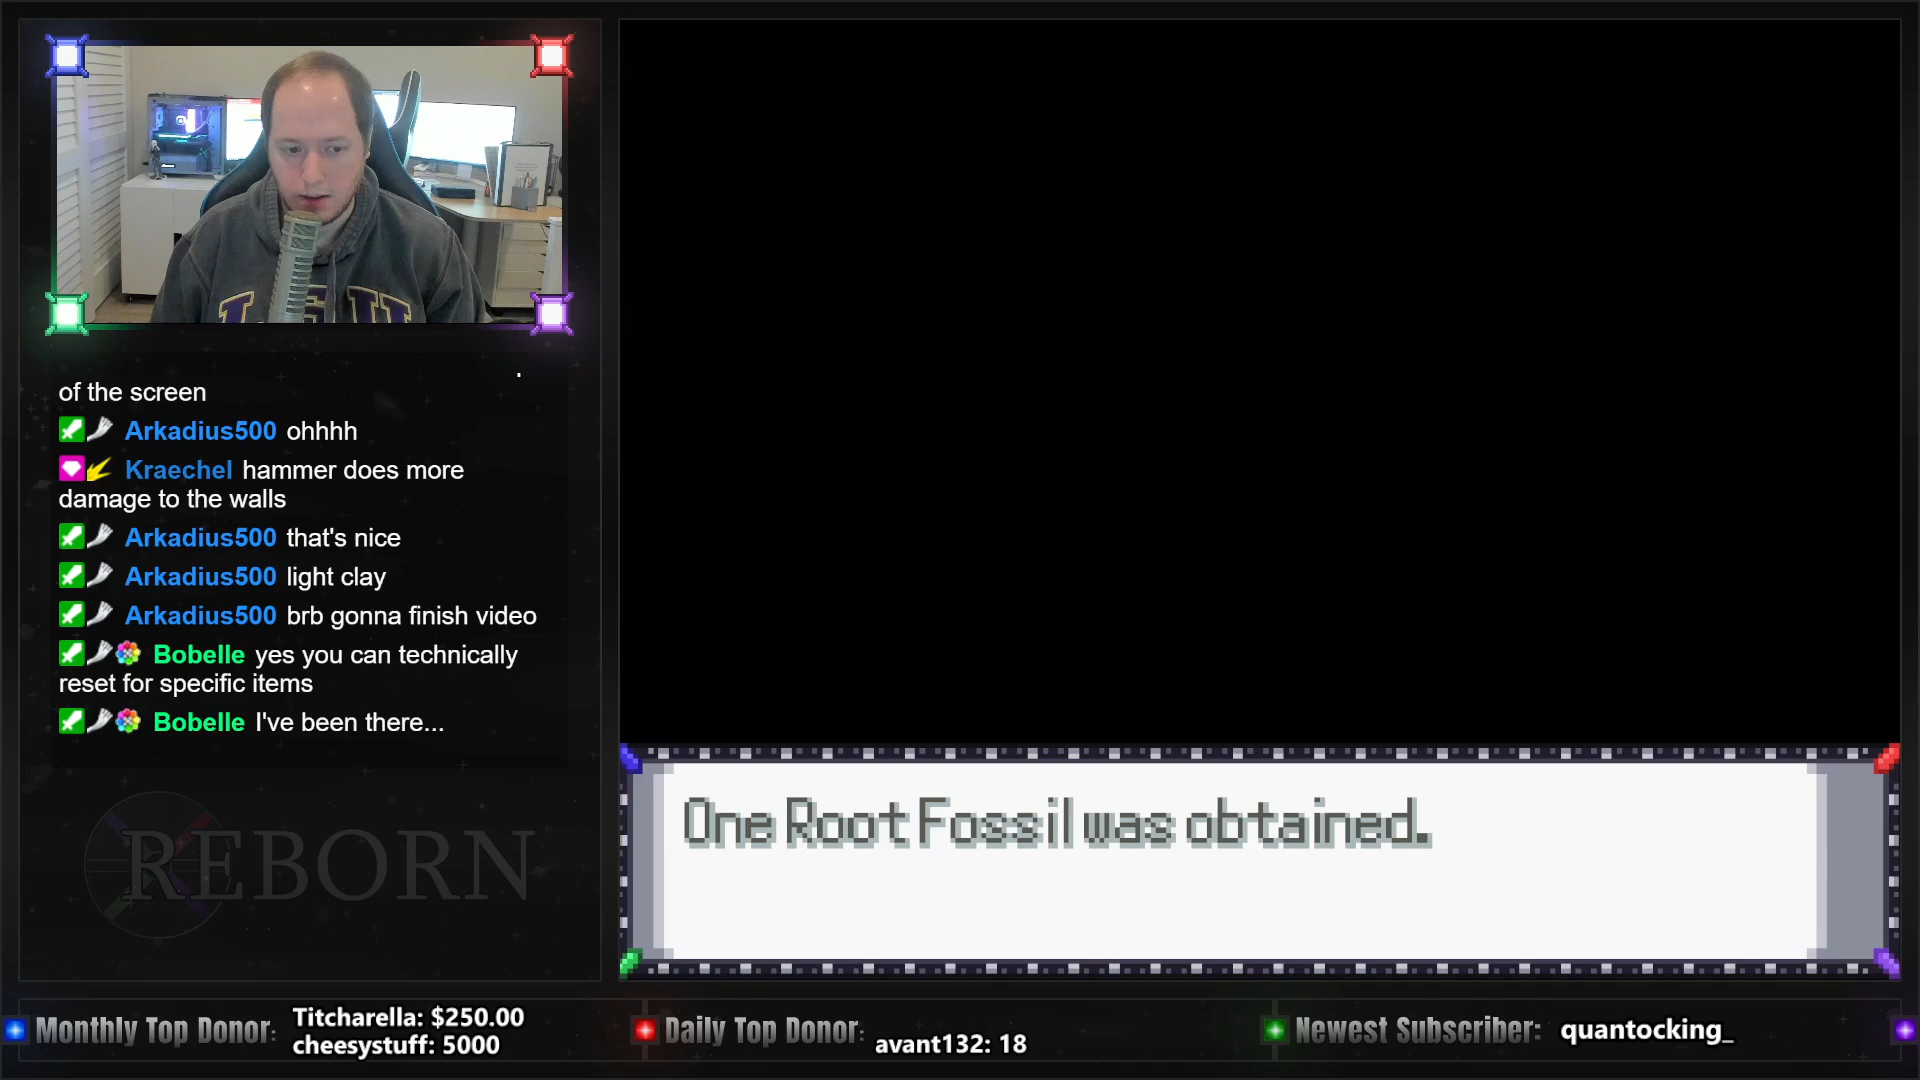 of the screen
Arkadius500 ohhhh
Kraechel hammer does more
damage to the walls
Arkadius500 that's nice
Arkadius500 light clay
Arkadius500 brb gonna finish video
Bobelle yes you can technically
reset for specific items
Bobelle I've been there...
REBORN
One Root Fossil was obtained.
Monthly Top Donor:
Titcharella: $250.00
cheesystuff: 5000
Daily Top Donor:
avant132: 18
Newest Subscriber:
quantocking_